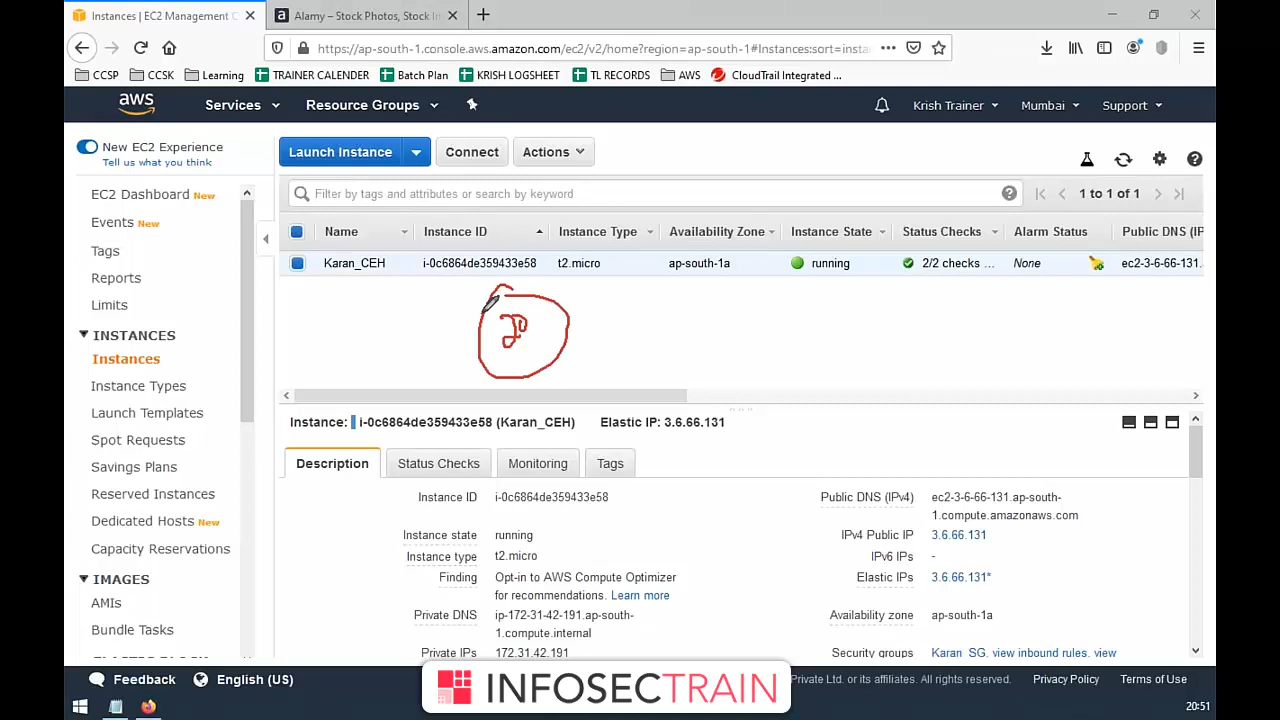 Instances | EC2 Management C
Alamy – Stock Photos, Stock Im
https://ap-south-1.console.aws.amazon.com/ec2/v2/home?region=ap-south-1#Instances:sort=insta
CCSP CCSK Learning TRAINER CALENDER Batch Plan KRISH LOGSHEET TL RECORDS AWS CloudTrail Integrated ...
aws Services Resource Groups Krish Trainer Mumbai Support
New EC2 Experience
Tell us what you think
EC2 Dashboard New
Events New
Tags
Reports
Limits
INSTANCES
Instances
Instance Types
Launch Templates
Spot Requests
Savings Plans
Reserved Instances
Dedicated Hosts New
Capacity Reservations
IMAGES
AMIs
Bundle Tasks
Launch Instance Connect Actions
Filter by tags and attributes or search by keyword
1 to 1 of 1
Name Instance ID Instance Type Availability Zone Instance State Status Checks Alarm Status Public DNS (IP
Karan_CEH i-0c6864de359433e58 t2.micro ap-south-1a running 2/2 checks ... None ec2-3-6-66-131.
Instance: i-0c6864de359433e58 (Karan_CEH) Elastic IP: 3.6.66.131
Description Status Checks Monitoring Tags
Instance ID i-0c6864de359433e58
Instance state running
Instance type t2.micro
Finding Opt-in to AWS Compute Optimizer
for recommendations. Learn more
Private DNS ip-172-31-42-191.ap-south-
1.compute.internal
Private IPs 172.31.42.191
Public DNS (IPv4) ec2-3-6-66-131.ap-south-
1.compute.amazonaws.com
IPv4 Public IP 3.6.66.131
IPv6 IPs -
Elastic IPs 3.6.66.131*
Availability zone ap-south-1a
Security groups Karan_SG. view inbound rules. view
Feedback English (US)
Private Ltd. or its affiliates. All rights reserved. Privacy Policy Terms of Use
INFOSECTRAIN
20:51